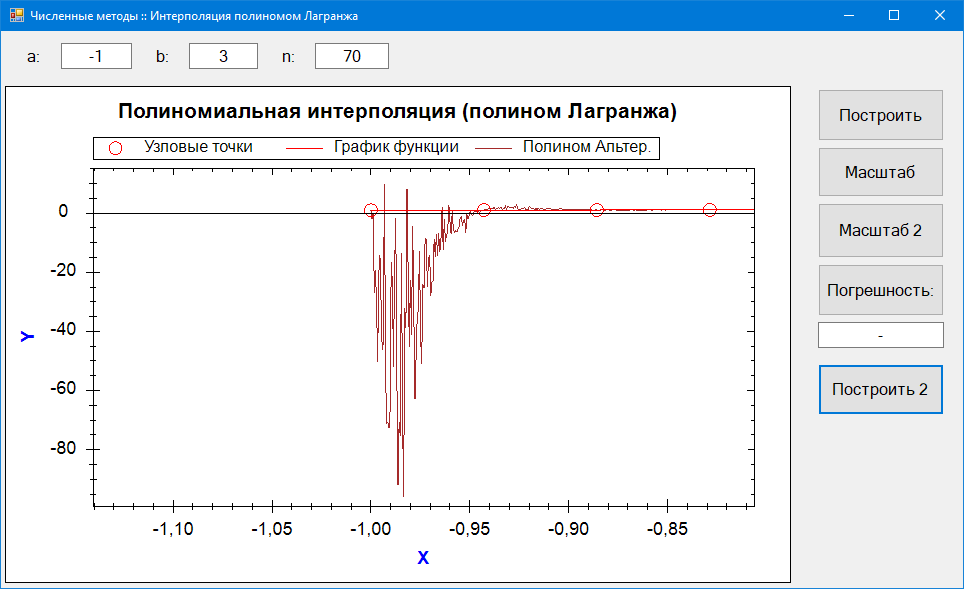 Численные методы :: Интерполяция полиномом Лагранжа
a: -1 b: 3 n: 70
Полиномиальная интерполяция (полином Лагранжа)
Узловые точки График функции Полином Альтер.
0
-20
-40
-60
-80
Y
-1,10 -1,05 -1,00 -0,95 -0,90 -0,85
X
Построить
Масштаб
Масштаб 2
Погрешность:
-
Построить 2